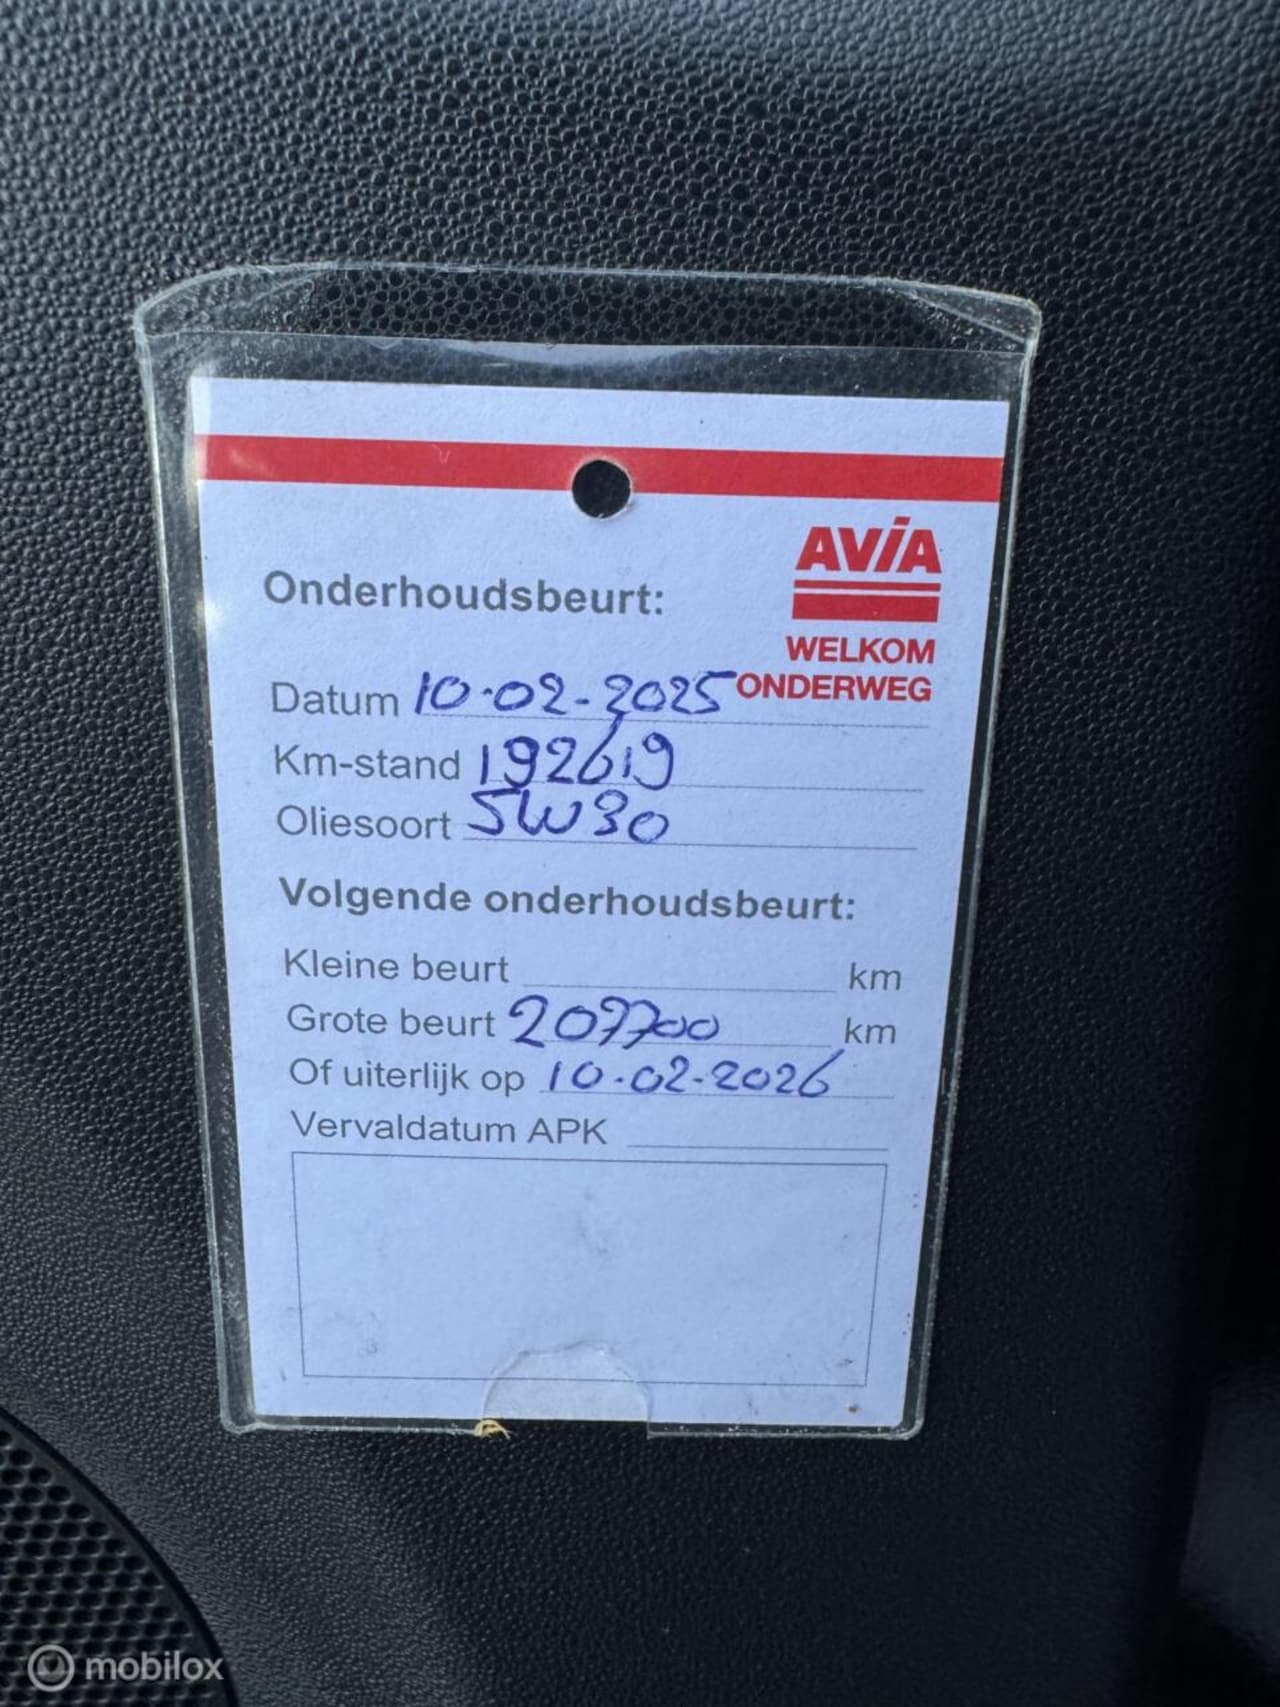 AVIA
WELKOM
ONDERWEG
Onderhoudsbeurt:
Datum 10-02-2025
Km-stand 192619
Oliesoort 5W30
Volgende onderhoudsbeurt:
Kleine beurt km
Grote beurt 207700 km
Of uiterlijk op 10-02-2026
Vervaldatum APK
mobilox